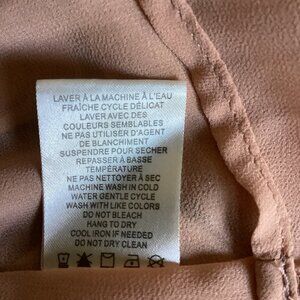 LAVER À LA MACHINE À L'EAU
FRAÎCHE CYCLE DÉLICAT
LAVER AVEC DES
COULEURS SEMBLABLES
NE PAS UTILISER D'AGENT
DE BLANCHIMENT
SUSPENDRE POUR SÉCHER
REPASSER À BASSE
TEMPÉRATURE
NE PAS NETTOYER À SEC
MACHINE WASH IN COLD
WATER GENTLE CYCLE
WASH WITH LIKE COLORS
DO NOT BLEACH
HANG TO DRY
COOL IRON IF NEEDED
DO NOT DRY CLEAN